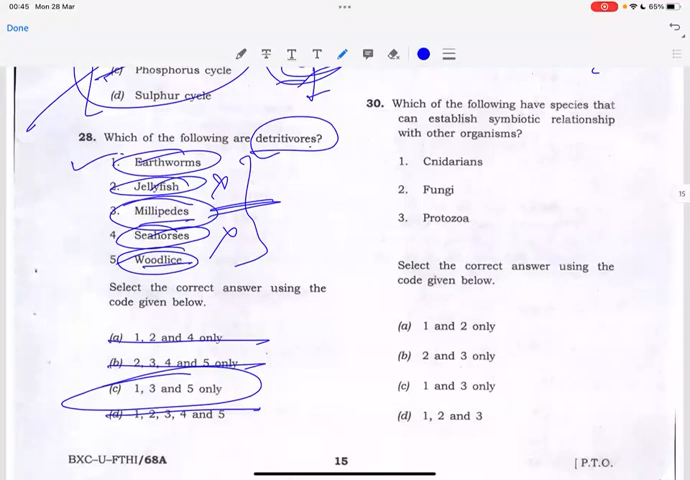 00:45 Mon 28 Mar
65%
Done
T T T
(c) Phosphorus cycle
(d) Sulphur cycle
28. Which of the following are detritivores?
1. Earthworms
2. Jellyfish
3. Millipedes
4. Seahorses
5. Woodlice
Select the correct answer using the
code given below.
(a) 1, 2 and 4 only
(b) 2, 3, 4 and 5 only
(c) 1, 3 and 5 only
(d) 1, 2, 3, 4 and 5
BXC-U-FTHI/68A
15
30. Which of the following have species that
can establish symbiotic relationship
with other organisms?
1. Cnidarians
2. Fungi
3. Protozoa
Select the correct answer using the
code given below.
(a) 1 and 2 only
(b) 2 and 3 only
(c) 1 and 3 only
(d) 1, 2 and 3
[ P.T.O.
15